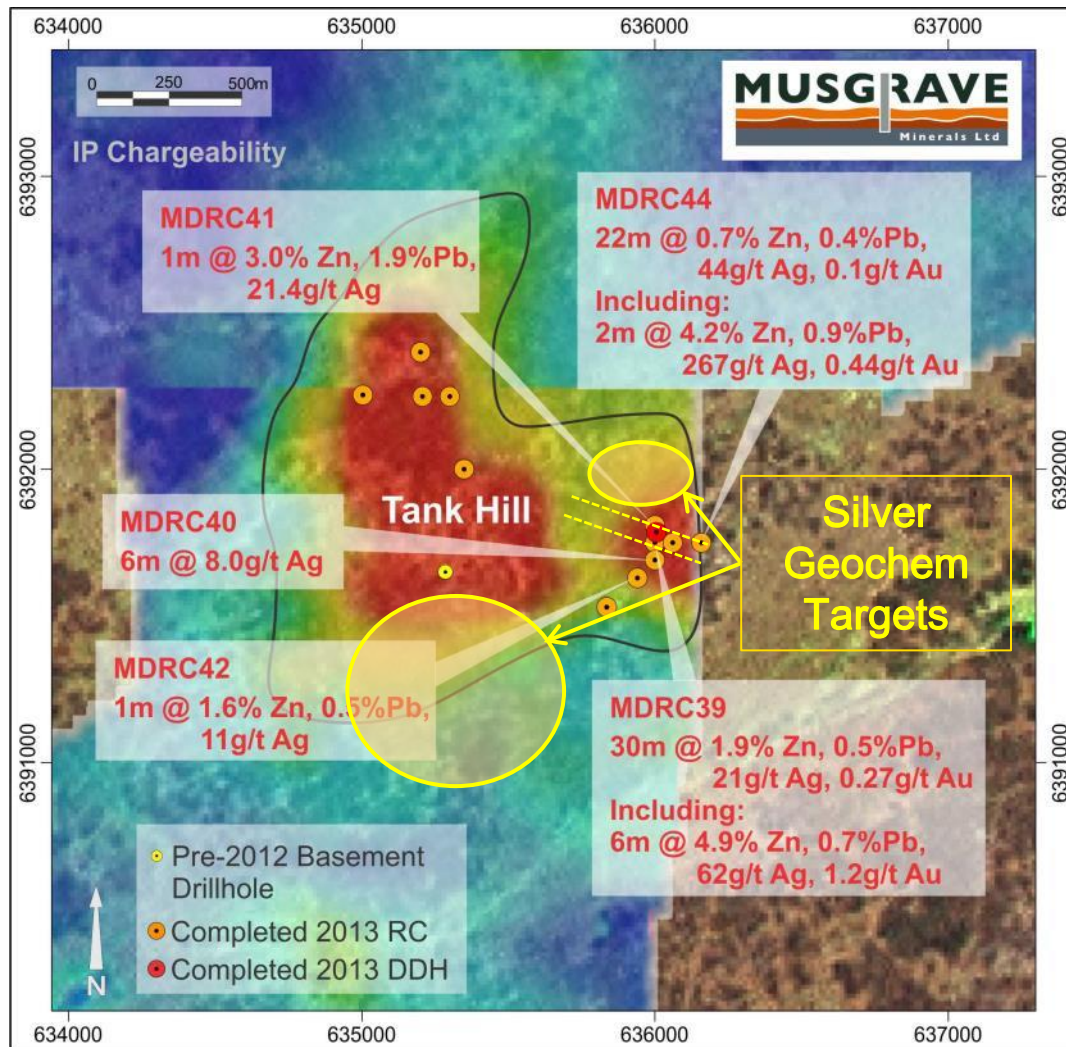 634000
635000
636000
637000
0 250 500m
MUSGRAVE
Minerals Ltd
IP Chargeability
6393000
6393000
MDRC41
1m @ 3.0% Zn, 1.9%Pb,
21.4g/t Ag
MDRC44
22m @ 0.7% Zn, 0.4%Pb,
44g/t Ag, 0.1g/t Au
Including:
2m @ 4.2% Zn, 0.9%Pb,
267g/t Ag, 0.44g/t Au
6392000
6392000
Tank Hill
MDRC40
6m @ 8.0g/t Ag
Silver
Geochem
Targets
MDRC42
1m @ 1.6% Zn, 0.5%Pb,
11g/t Ag
MDRC39
30m @ 1.9% Zn, 0.5%Pb,
21g/t Ag, 0.27g/t Au
Including:
6m @ 4.9% Zn, 0.7%Pb,
62g/t Ag, 1.2g/t Au
6391000
6391000
Pre-2012 Basement
Drillhole
Completed 2013 RC
Completed 2013 DDH
N
634000
635000
636000
637000